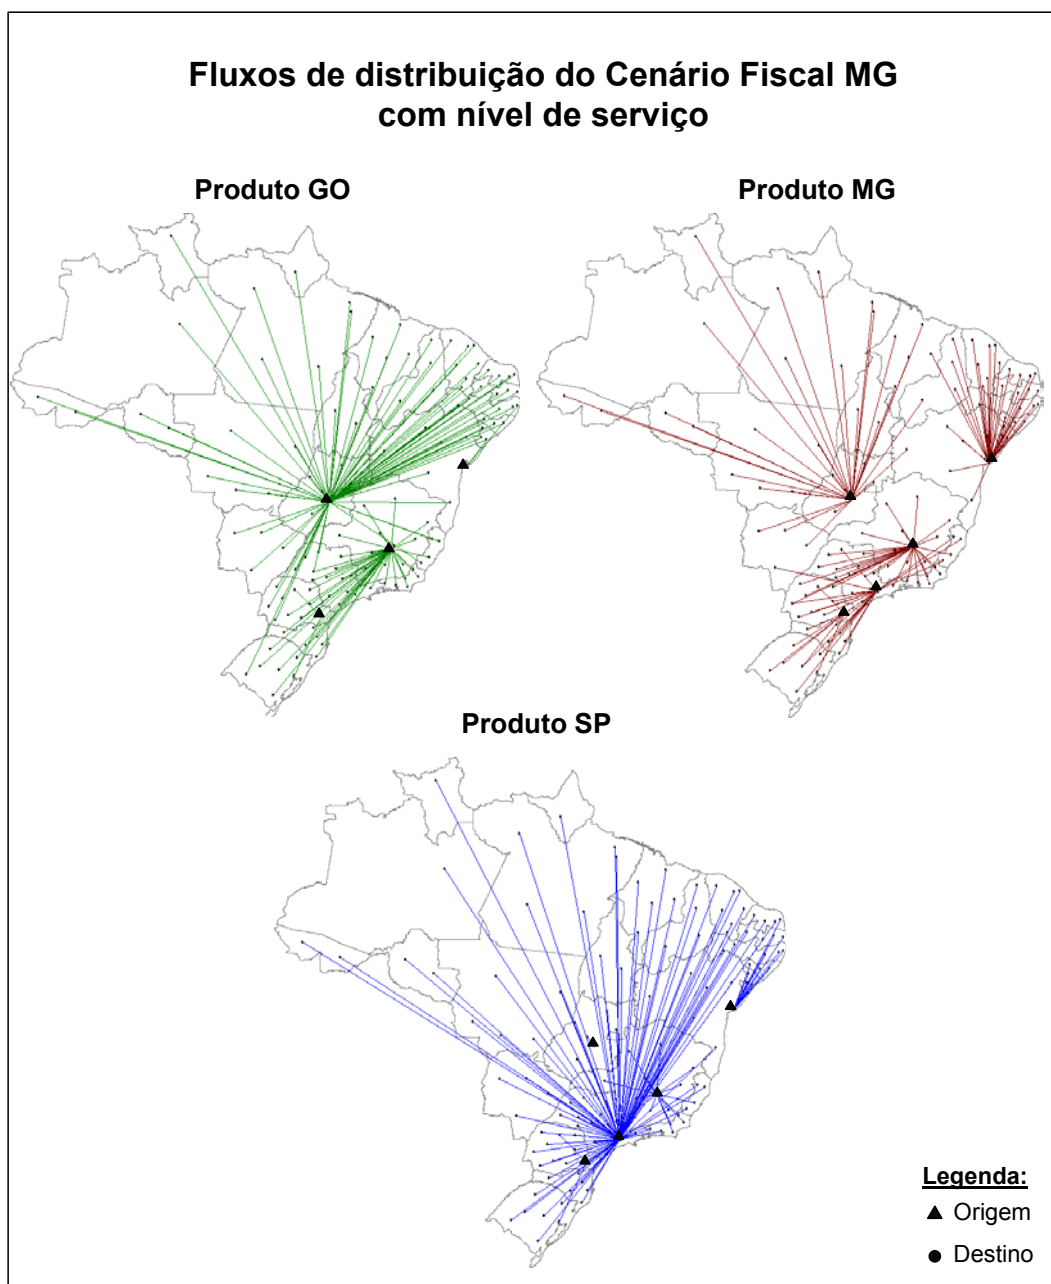 Fluxos de distribuição do Cenário Fiscal MG
com nível de serviço
Produto GO
Produto MG
Produto SP
Legenda:
Origem
Destino